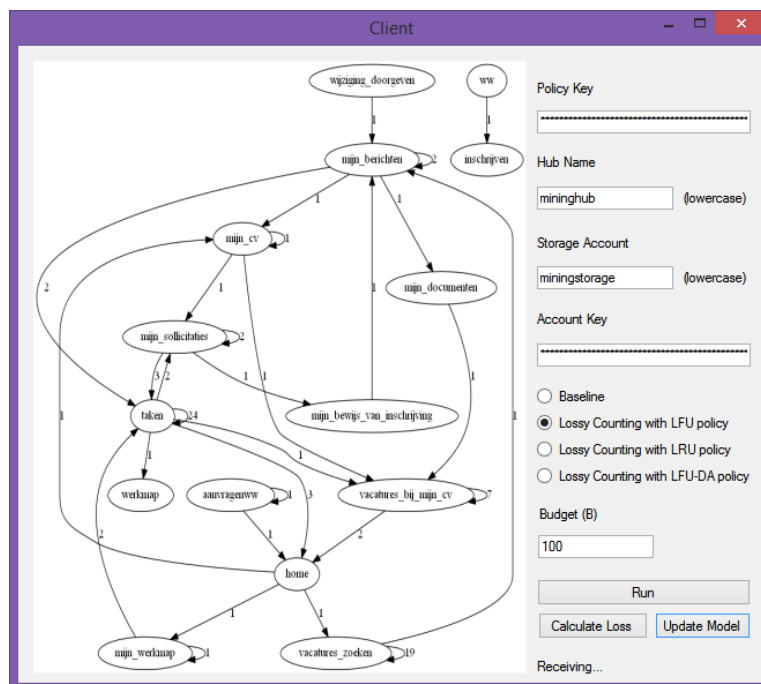 Client
wijziging_doorgeven
ww
1
1
mijn_berichten
2
inschrijven
1
1
mijn_cv
1
2
mijn_documenten
1
1
mijn_sollicitaties
2
3
2
1
1
1
1
taken
24
mijn_bewijs_van_inschrijving
1
1
1
3
werkmap
aanvragenww
1
vacatures_bij_mijn_cv
7
2
1
2
home
1
1
mijn_werkmap
1
vacatures_zoeken
19
Policy Key
Hub Name
mininghub
(lowercase)
Storage Account
miningstorage
(lowercase)
Account Key
Baseline
Lossy Counting with LFU policy
Lossy Counting with LRU policy
Lossy Counting with LFU-DA policy
Budget (B)
100
Run
Calculate Loss
Update Model
Receiving...